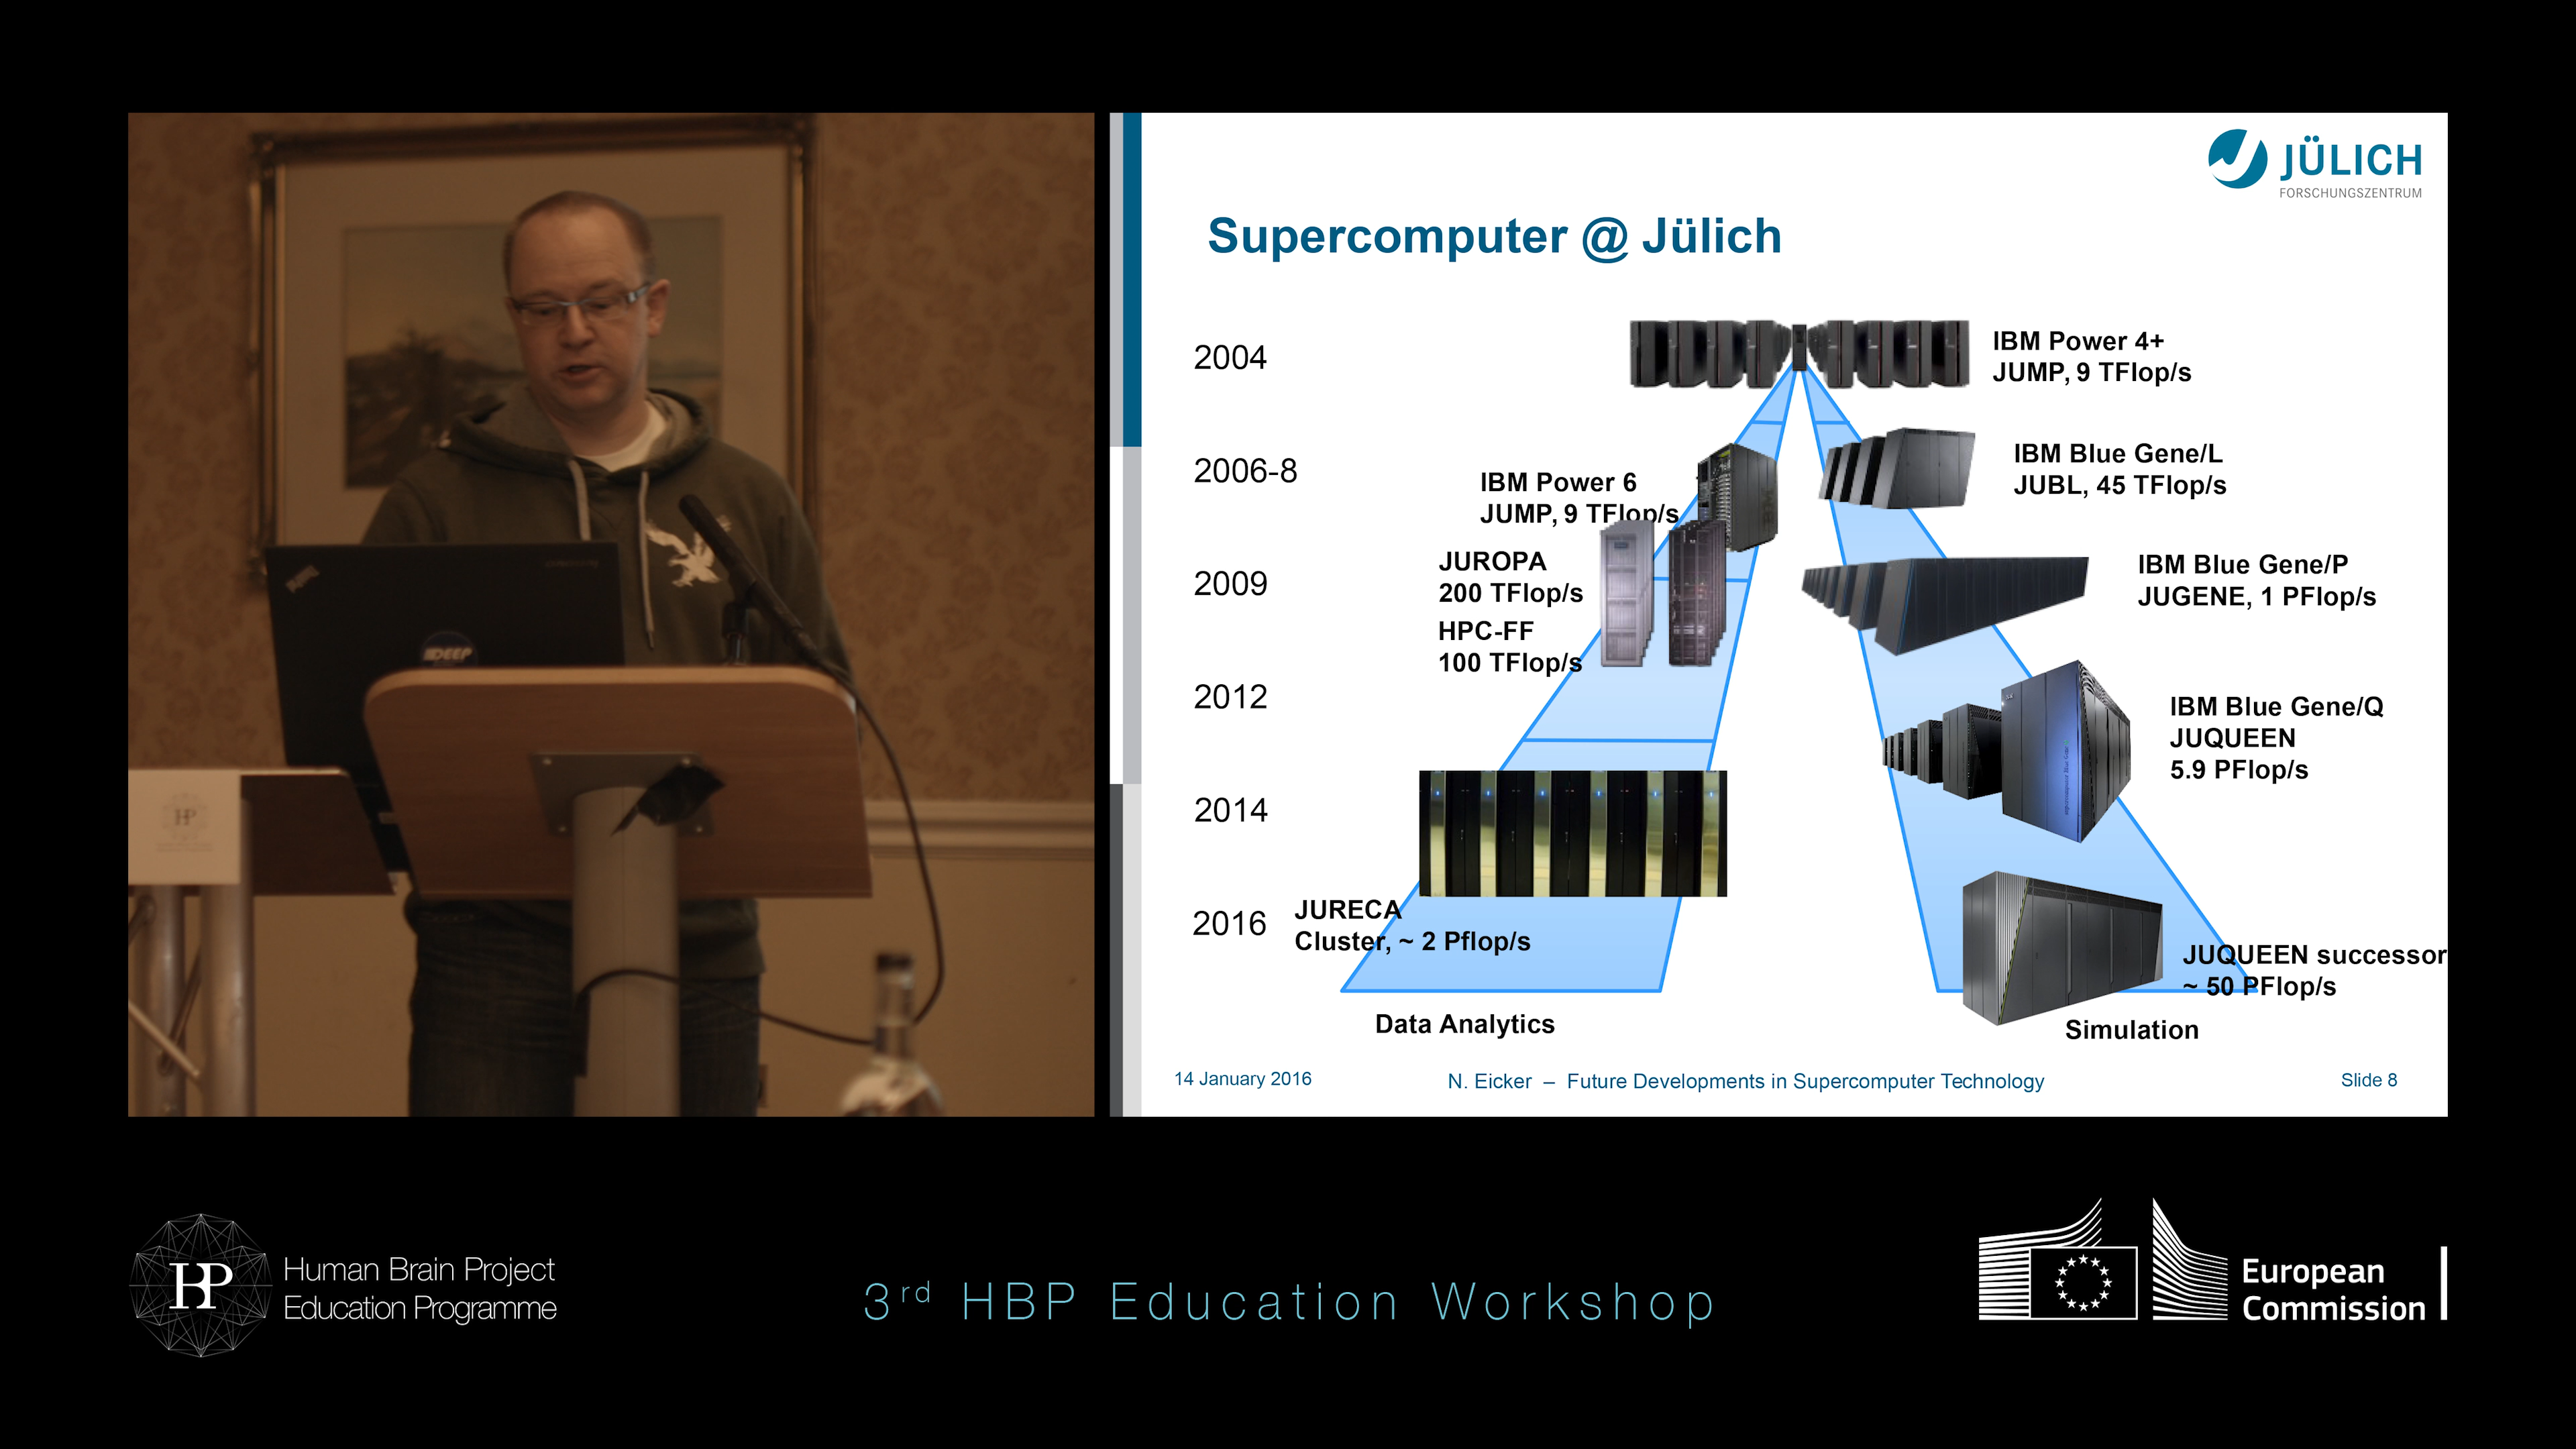 JÜLICH
FORSCHUNGSZENTRUM
Supercomputer @ Jülich
2004
IBM Power 4+
JUMP, 9 TFlop/s
2006-8
IBM Power 6
JUMP, 9 TFlop/s
IBM Blue Gene/L
JUBL, 45 TFlop/s
2009
JUROPA
200 TFlop/s
HPC-FF
100 TFlop/s
IBM Blue Gene/P
JUGENE, 1 PFlop/s
2012
IBM Blue Gene/Q
JUQUEEN
5.9 PFlop/s
2014
2016
JURECA
Cluster, ~ 2 Pflop/s
JUQUEEN successor
~ 50 PFlop/s
Data Analytics
Simulation
14 January 2016
N. Eicker – Future Developments in Supercomputer Technology
Slide 8
DEEP
HP
HBP
Human Brain Project
Education Programme
3rd HBP Education Workshop
European
Commission